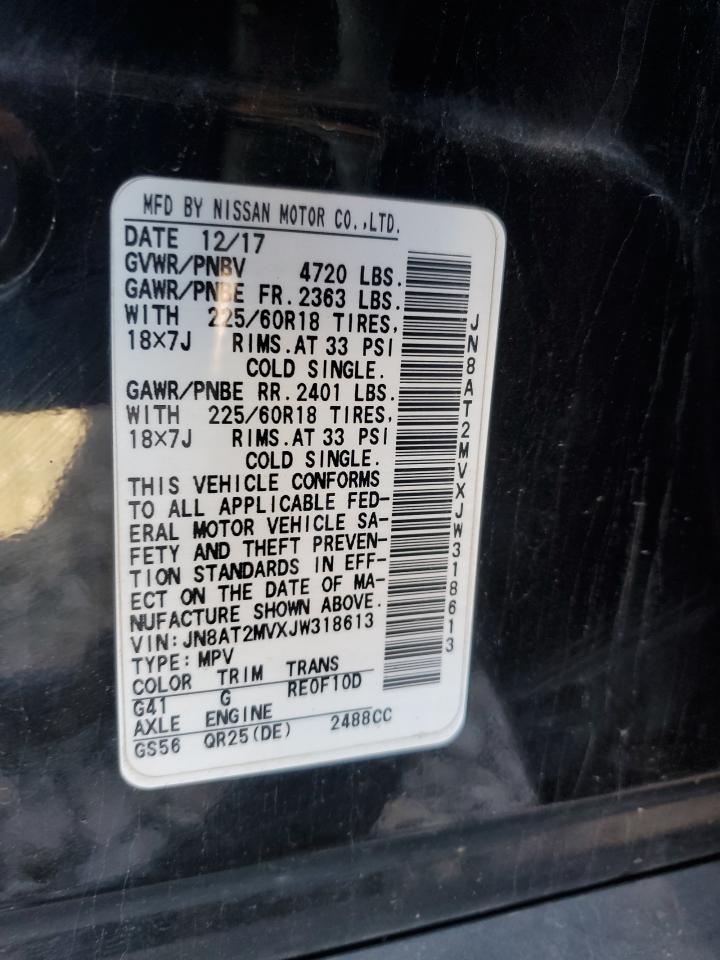 MFD BY NISSAN MOTOR CO.,LTD.
DATE 12/17
GVWR/PNBV 4720 LBS.
GAWR/PNBE FR.2363 LBS.
WITH 225/60R18 TIRES,
18×7J RIMS.AT 33 PSI
COLD SINGLE.
GAWR/PNBE RR.2401 LBS.
WITH 225/60R18 TIRES,
18×7J RIMS.AT 33 PSI
COLD SINGLE.
THIS VEHICLE CONFORMS
TO ALL APPLICABLE FED-
ERAL MOTOR VEHICLE SA-
FETY AND THEFT PREVEN-
TION STANDARDS IN EFF-
ECT ON THE DATE OF MA-
NUFACTURE SHOWN ABOVE.
VIN:JN8AT2MVXJW318613
TYPE:MPV
COLOR TRIM TRANS
G41 G RE0F10D
AXLE ENGINE
GS56 QR25(DE) 2488CC
JN8AT2MVXJW318613